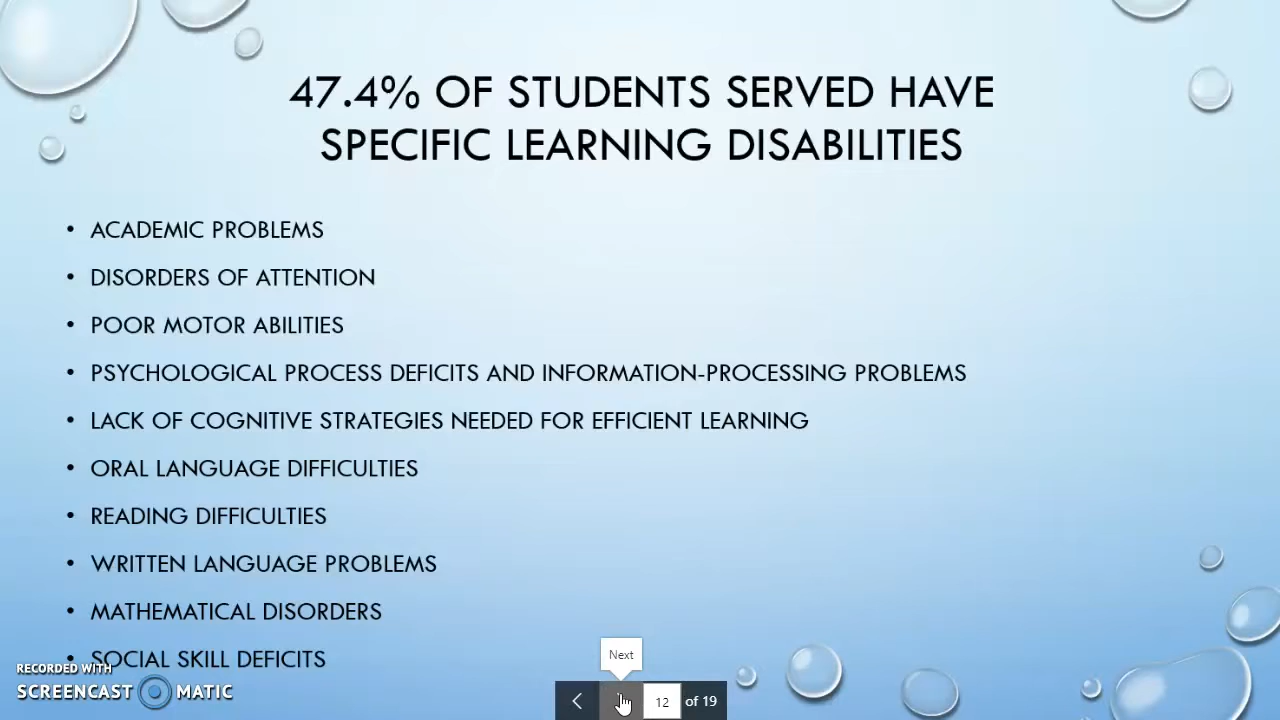 47.4% OF STUDENTS SERVED HAVE
SPECIFIC LEARNING DISABILITIES
• ACADEMIC PROBLEMS
• DISORDERS OF ATTENTION
• POOR MOTOR ABILITIES
• PSYCHOLOGICAL PROCESS DEFICITS AND INFORMATION-PROCESSING PROBLEMS
• LACK OF COGNITIVE STRATEGIES NEEDED FOR EFFICIENT LEARNING
• ORAL LANGUAGE DIFFICULTIES
• READING DIFFICULTIES
• WRITTEN LANGUAGE PROBLEMS
• MATHEMATICAL DISORDERS
• SOCIAL SKILL DEFICITS
RECORDED WITH
SCREENCAST MATIC
Next
12 of 19